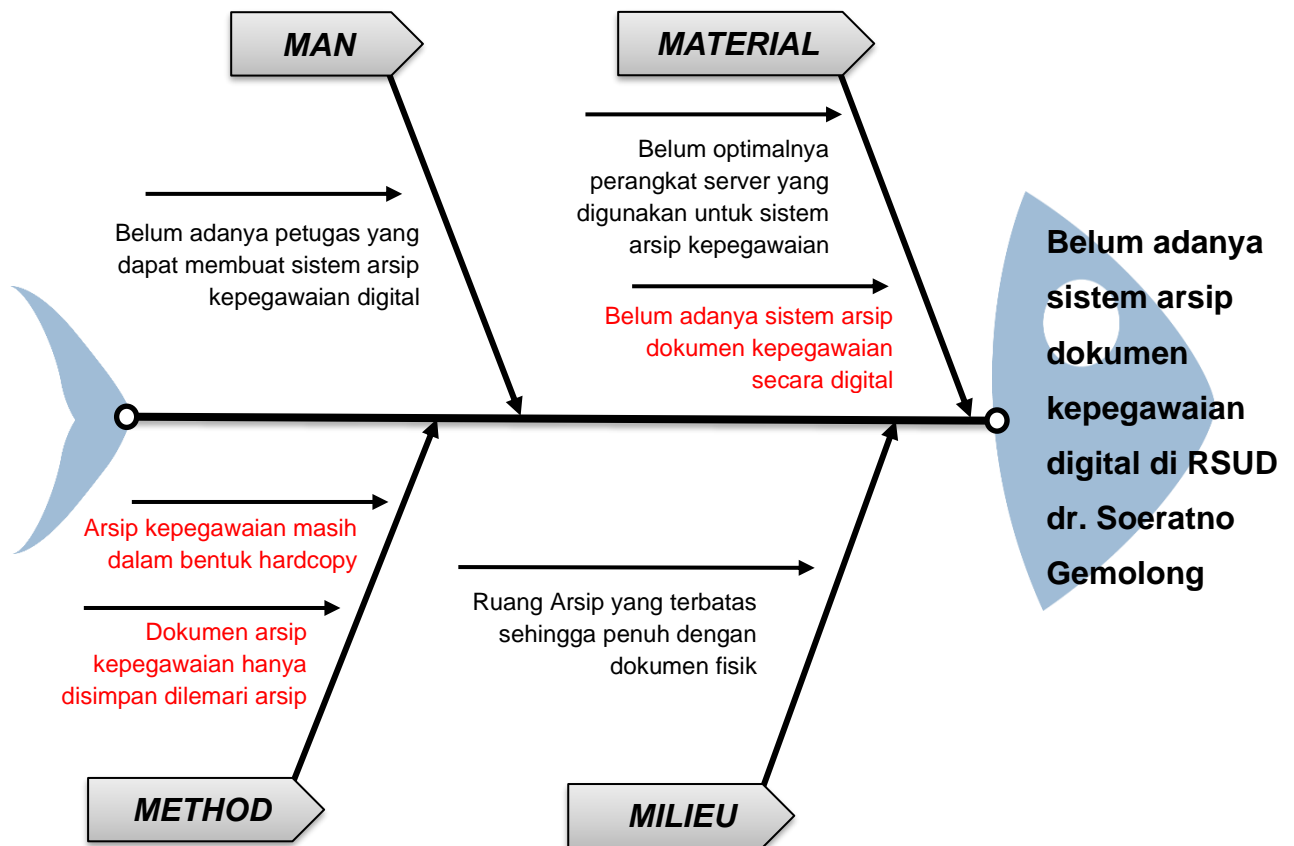 MAN
MATERIAL
Belum adanya petugas yang
dapat membuat sistem arsip
kepegawaian digital
Belum optimalnya
perangkat server yang
digunakan untuk sistem
arsip kepegawaian
Belum adanya sistem arsip
dokumen kepegawaian
secara digital
Belum adanya
sistem arsip
dokumen
kepegawaian
digital di RSUD
dr. Soeratno
Gemolong
Arsip kepegawaian masih
dalam bentuk hardcopy
Dokumen arsip
kepegawaian hanya
disimpan dilemari arsip
Ruang Arsip yang terbatas
sehingga penuh dengan
dokumen fisik
METHOD
MILIEU